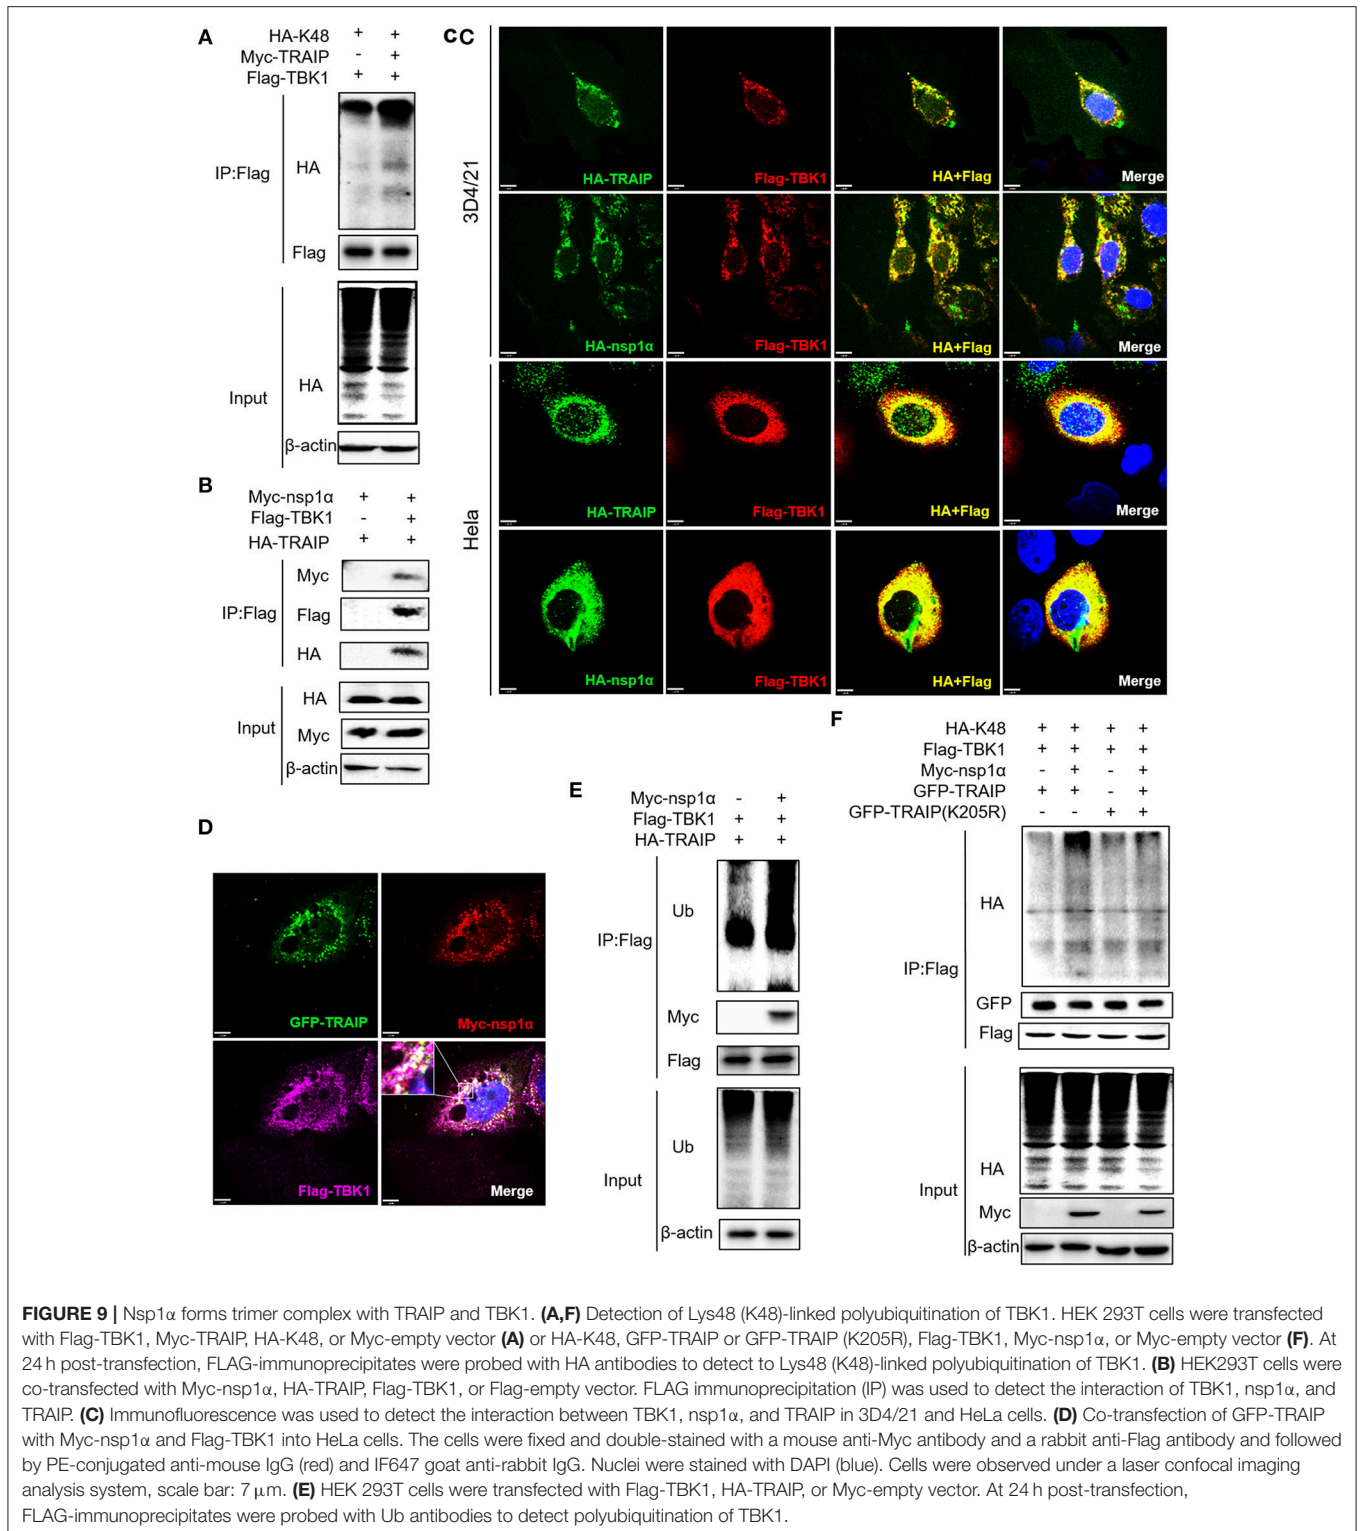 A
HA-K48 + +
Myc-TRAIP - +
Flag-TBK1 + +
IP:Flag
HA
Flag
Input
HA
β-actin
B
Myc-nsp1α + +
Flag-TBK1 - +
HA-TRAIP + +
IP:Flag
Myc
Flag
HA
Input
HA
Myc
β-actin
cC
3D4/21
HA-TRAIP Flag-TBK1 HA+Flag Merge
HA-nsp1α Flag-TBK1 HA+Flag Merge
Hela
HA-TRAIP Flag-TBK1 HA+Flag Merge
HA-nsp1α Flag-TBK1 HA+Flag Merge
D
GFP-TRAIP Myc-nsp1α
Flag-TBK1 Merge
E
Myc-nsp1α - +
Flag-TBK1 + +
HA-TRAIP + +
IP:Flag
Ub
Myc
Flag
Input
Ub
β-actin
F
HA-K48 + + + +
Flag-TBK1 + + + +
Myc-nsp1α - + - +
GFP-TRAIP + + - +
GFP-TRAIP(K205R) - - + +
IP:Flag
HA
GFP
Flag
Input
HA
Myc
β-actin
FIGURE 9 | Nsp1α forms trimer complex with TRAIP and TBK1. (A,F) Detection of Lys48 (K48)-linked polyubiquitination of TBK1. HEK 293T cells were transfected
with Flag-TBK1, Myc-TRAIP, HA-K48, or Myc-empty vector (A) or HA-K48, GFP-TRAIP or GFP-TRAIP (K205R), Flag-TBK1, Myc-nsp1α, or Myc-empty vector (F). At
24 h post-transfection, FLAG-immunoprecipitates were probed with HA antibodies to detect to Lys48 (K48)-linked polyubiquitination of TBK1. (B) HEK293T cells were
co-transfected with Myc-nsp1α, HA-TRAIP, Flag-TBK1, or Flag-empty vector. FLAG immunoprecipitation (IP) was used to detect the interaction of TBK1, nsp1α, and
TRAIP. (C) Immunofluorescence was used to detect the interaction between TBK1, nsp1α, and TRAIP in 3D4/21 and HeLa cells. (D) Co-transfection of GFP-TRAIP
with Myc-nsp1α and Flag-TBK1 into HeLa cells. The cells were fixed and double-stained with a mouse anti-Myc antibody and a rabbit anti-Flag antibody and followed
by PE-conjugated anti-mouse IgG (red) and IF647 goat anti-rabbit IgG. Nuclei were stained with DAPI (blue). Cells were observed under a laser confocal imaging
analysis system, scale bar: 7 μm. (E) HEK 293T cells were transfected with Flag-TBK1, HA-TRAIP, or Myc-empty vector. At 24 h post-transfection,
FLAG-immunoprecipitates were probed with Ub antibodies to detect polyubiquitination of TBK1.